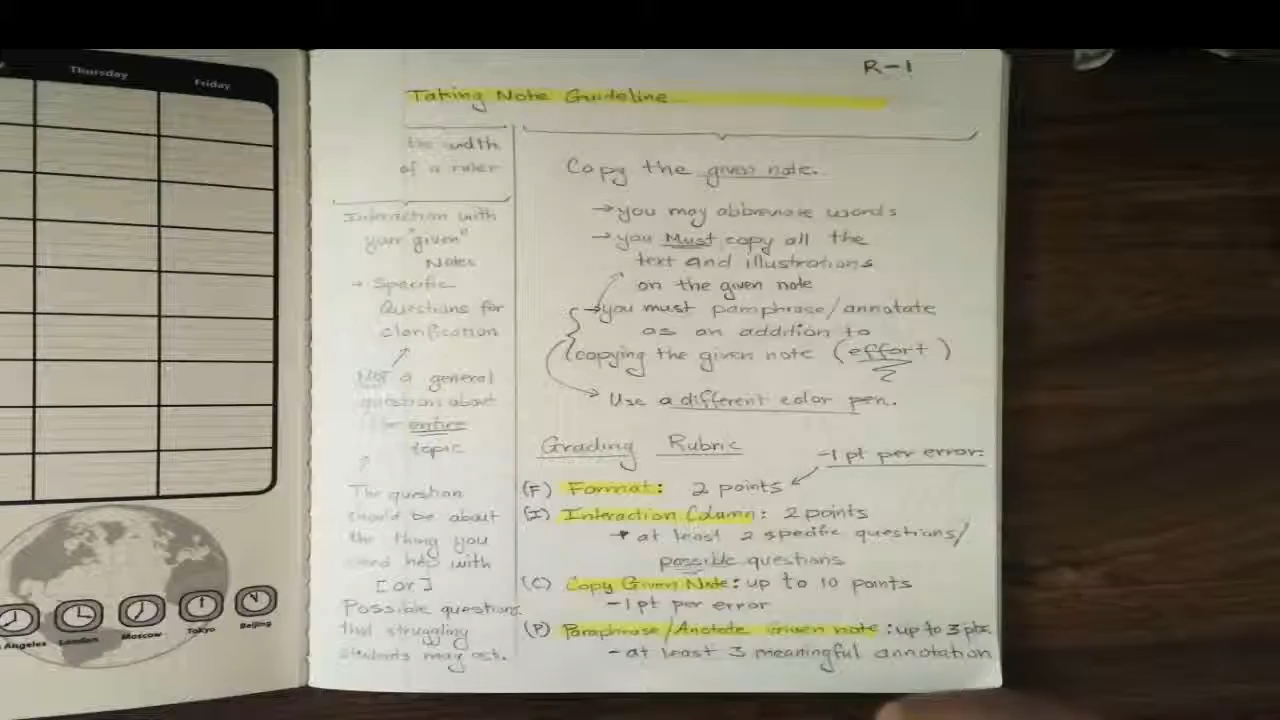 Thursday
Friday
Angeles
London
Moscow
Tokyo
Beijing
R-1
Taking Note Guideline
the width
of a ruler
Interaction with
your "given"
Notes
→ Specific
Questions for
clarification
NOT a general
question about
the entire
topic
The question
should be about
the thing you
need help with
[or]
Possible questions
that struggling
students may ask.
Copy the given note.
→ you may abbreviate words
→ you Must copy all the
text and illustrations
on the given note
→ you must paraphrase/annotate
as an addition to
copying the given note (effort)
→ Use a different color pen.
Grading Rubric
-1 pt per error
(F) Format: 2 points
(I) Interaction Column: 2 points
→ at least 2 specific questions/
possible questions
(C) Copy Given Note: up to 10 points
-1 pt per error
(P) Paraphrase/Anotate Given note: up to 3 pts
- at least 3 meaningful annotation